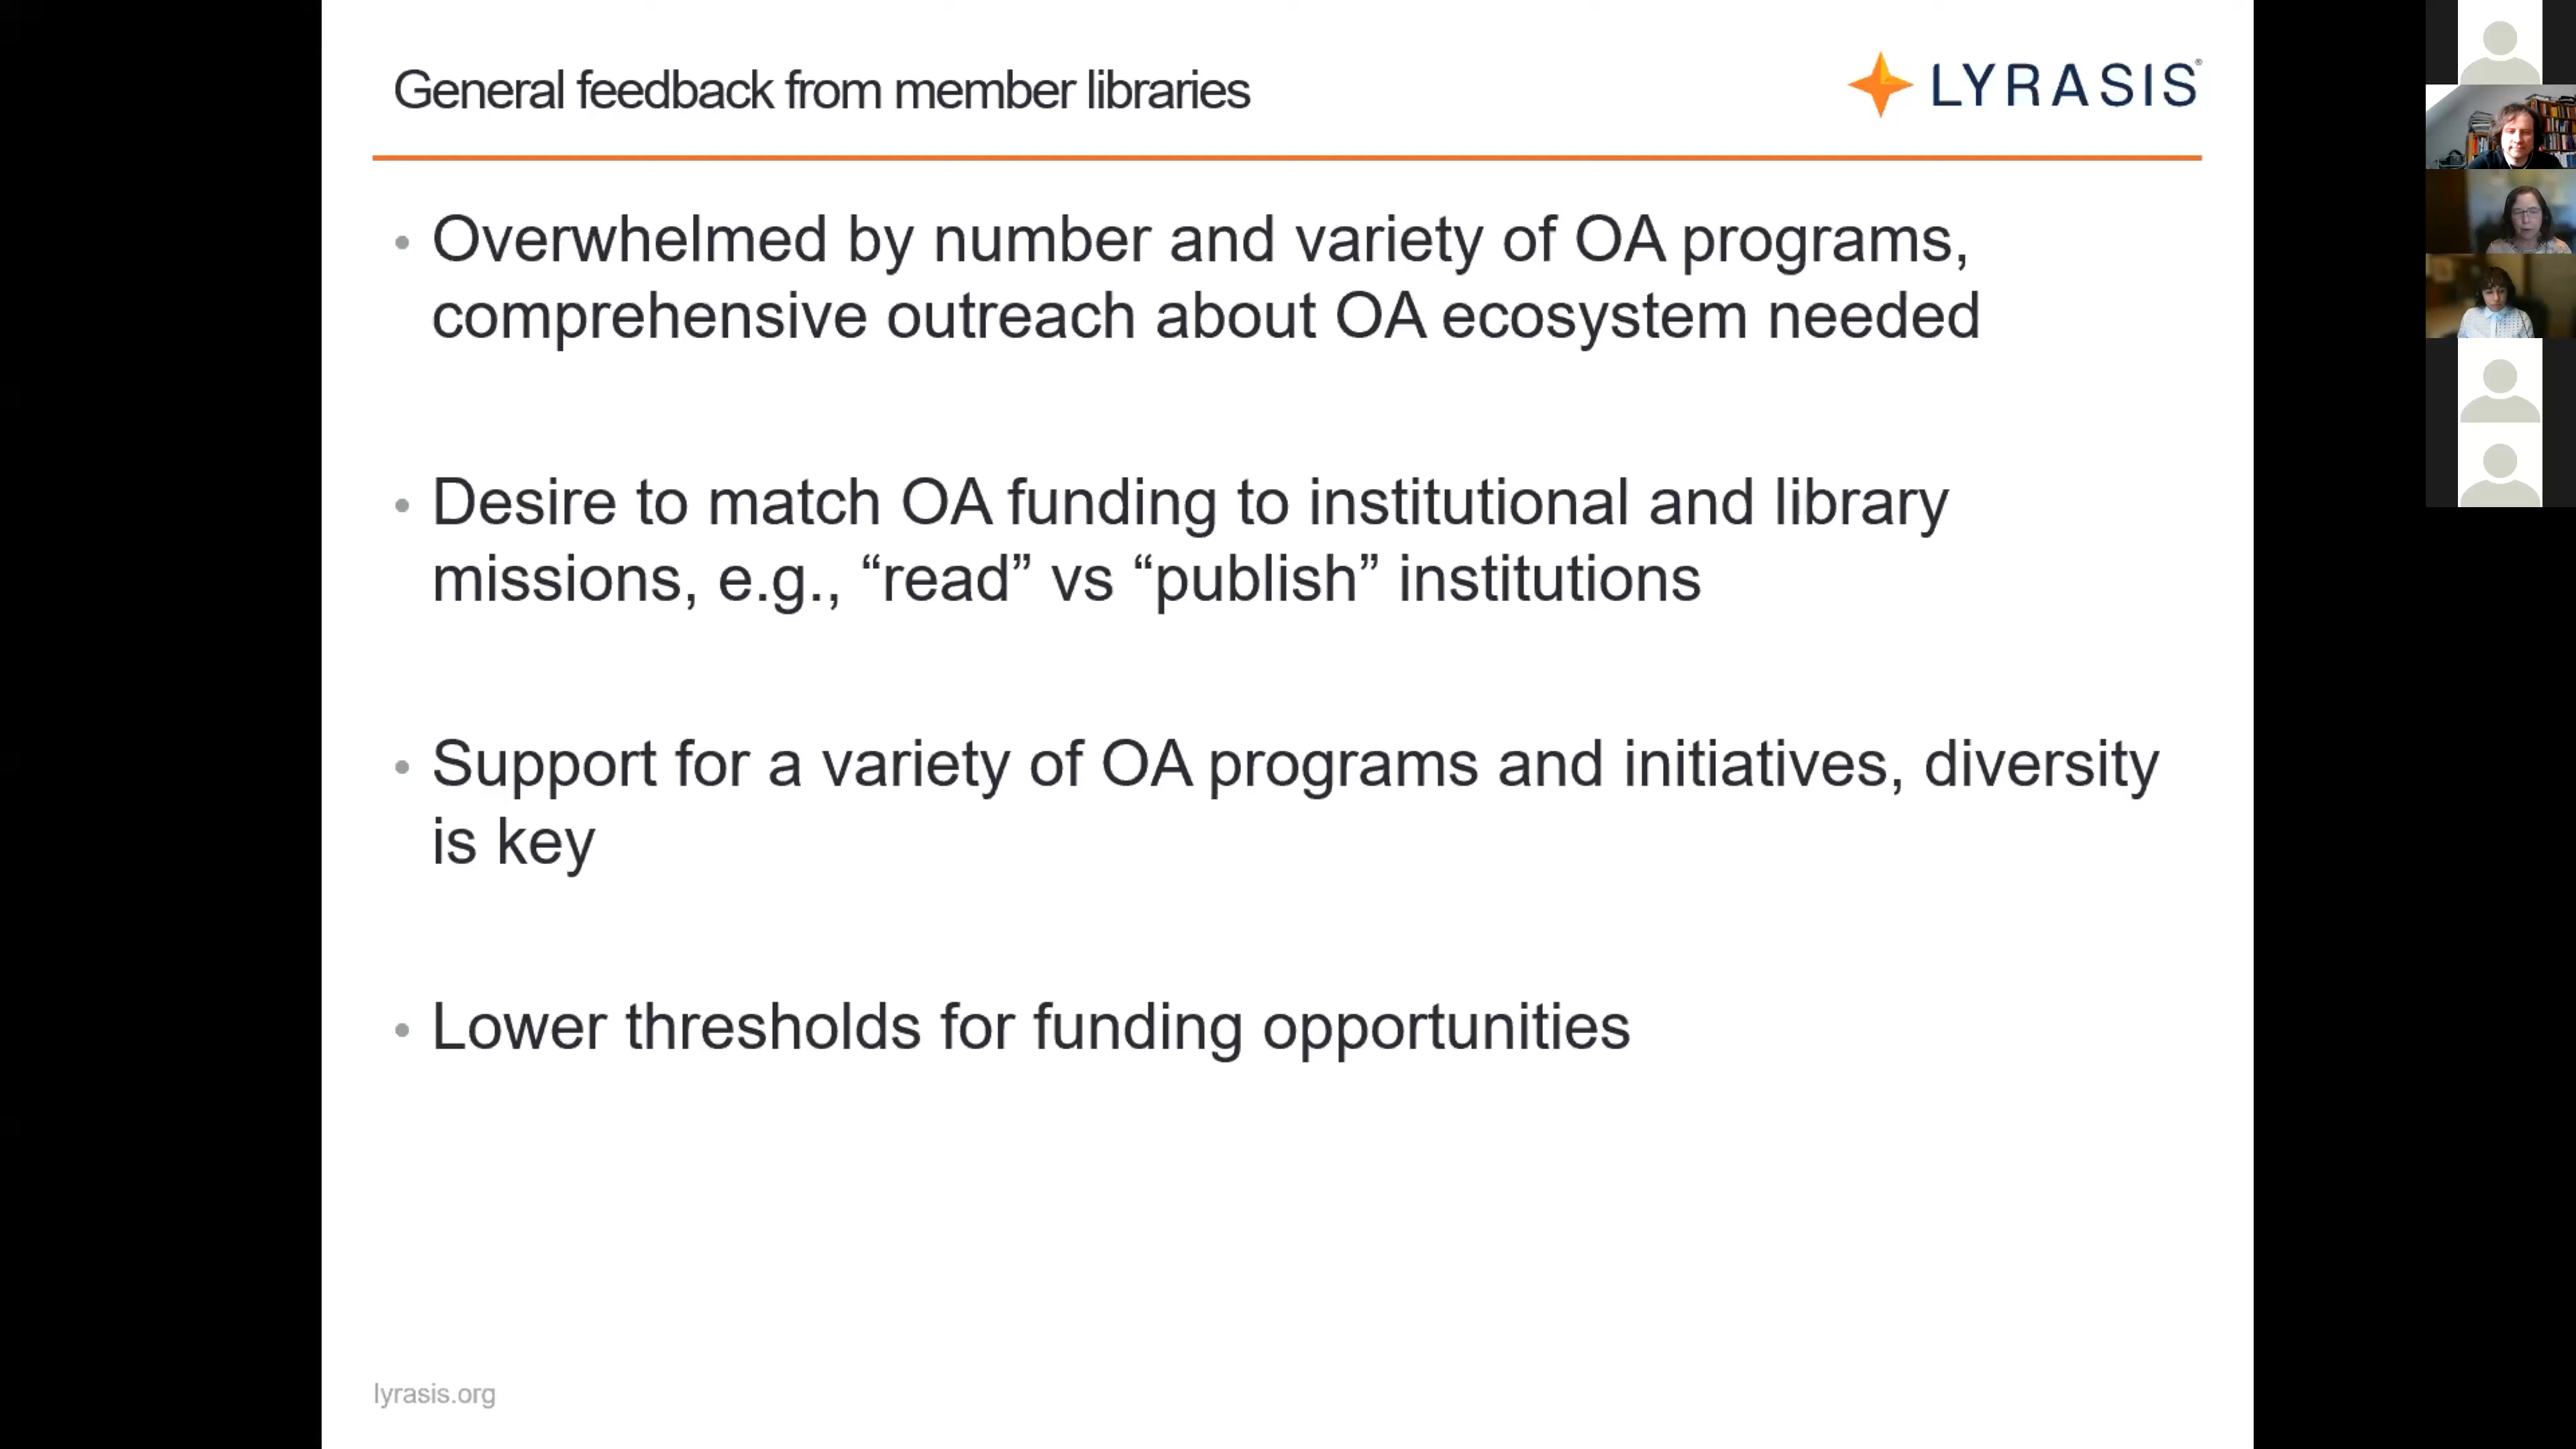 General feedback from member libraries
LYRASIS®
• Overwhelmed by number and variety of OA programs,
comprehensive outreach about OA ecosystem needed
• Desire to match OA funding to institutional and library
missions, e.g., “read” vs “publish” institutions
• Support for a variety of OA programs and initiatives, diversity
is key
• Lower thresholds for funding opportunities
lyrasis.org